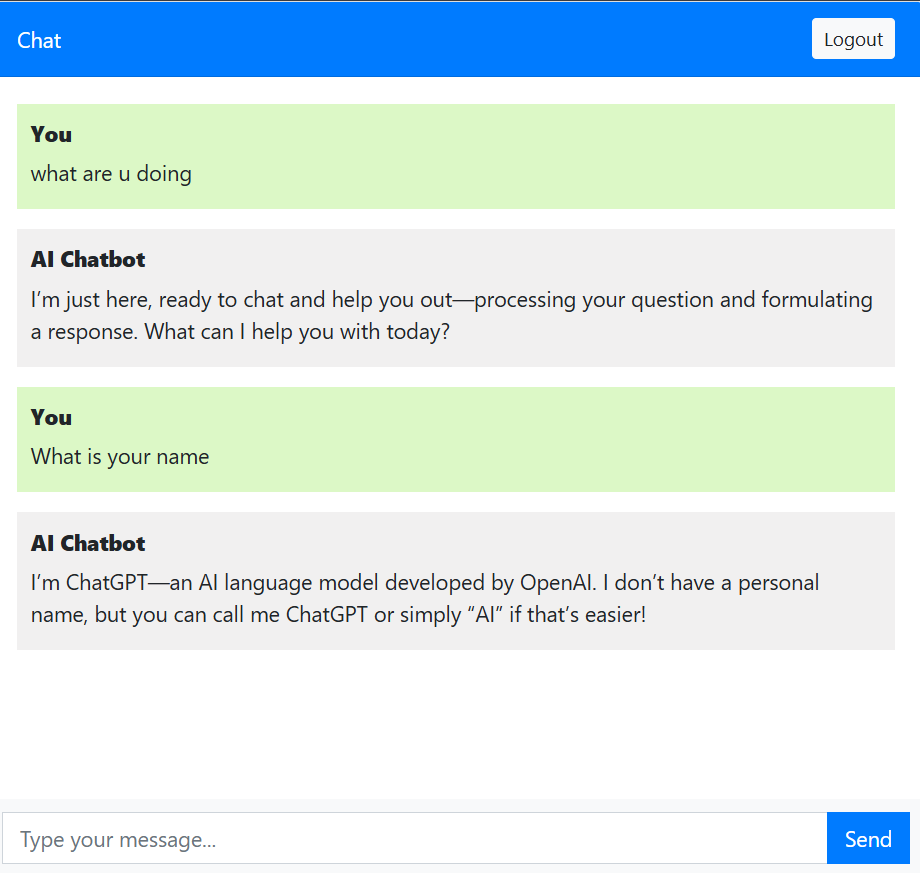 Chat
Logout
You
what are u doing
AI Chatbot
I’m just here, ready to chat and help you out—processing your question and formulating
a response. What can I help you with today?
You
What is your name
AI Chatbot
I’m ChatGPT—an AI language model developed by OpenAI. I don’t have a personal
name, but you can call me ChatGPT or simply “AI” if that’s easier!
Type your message...
Send